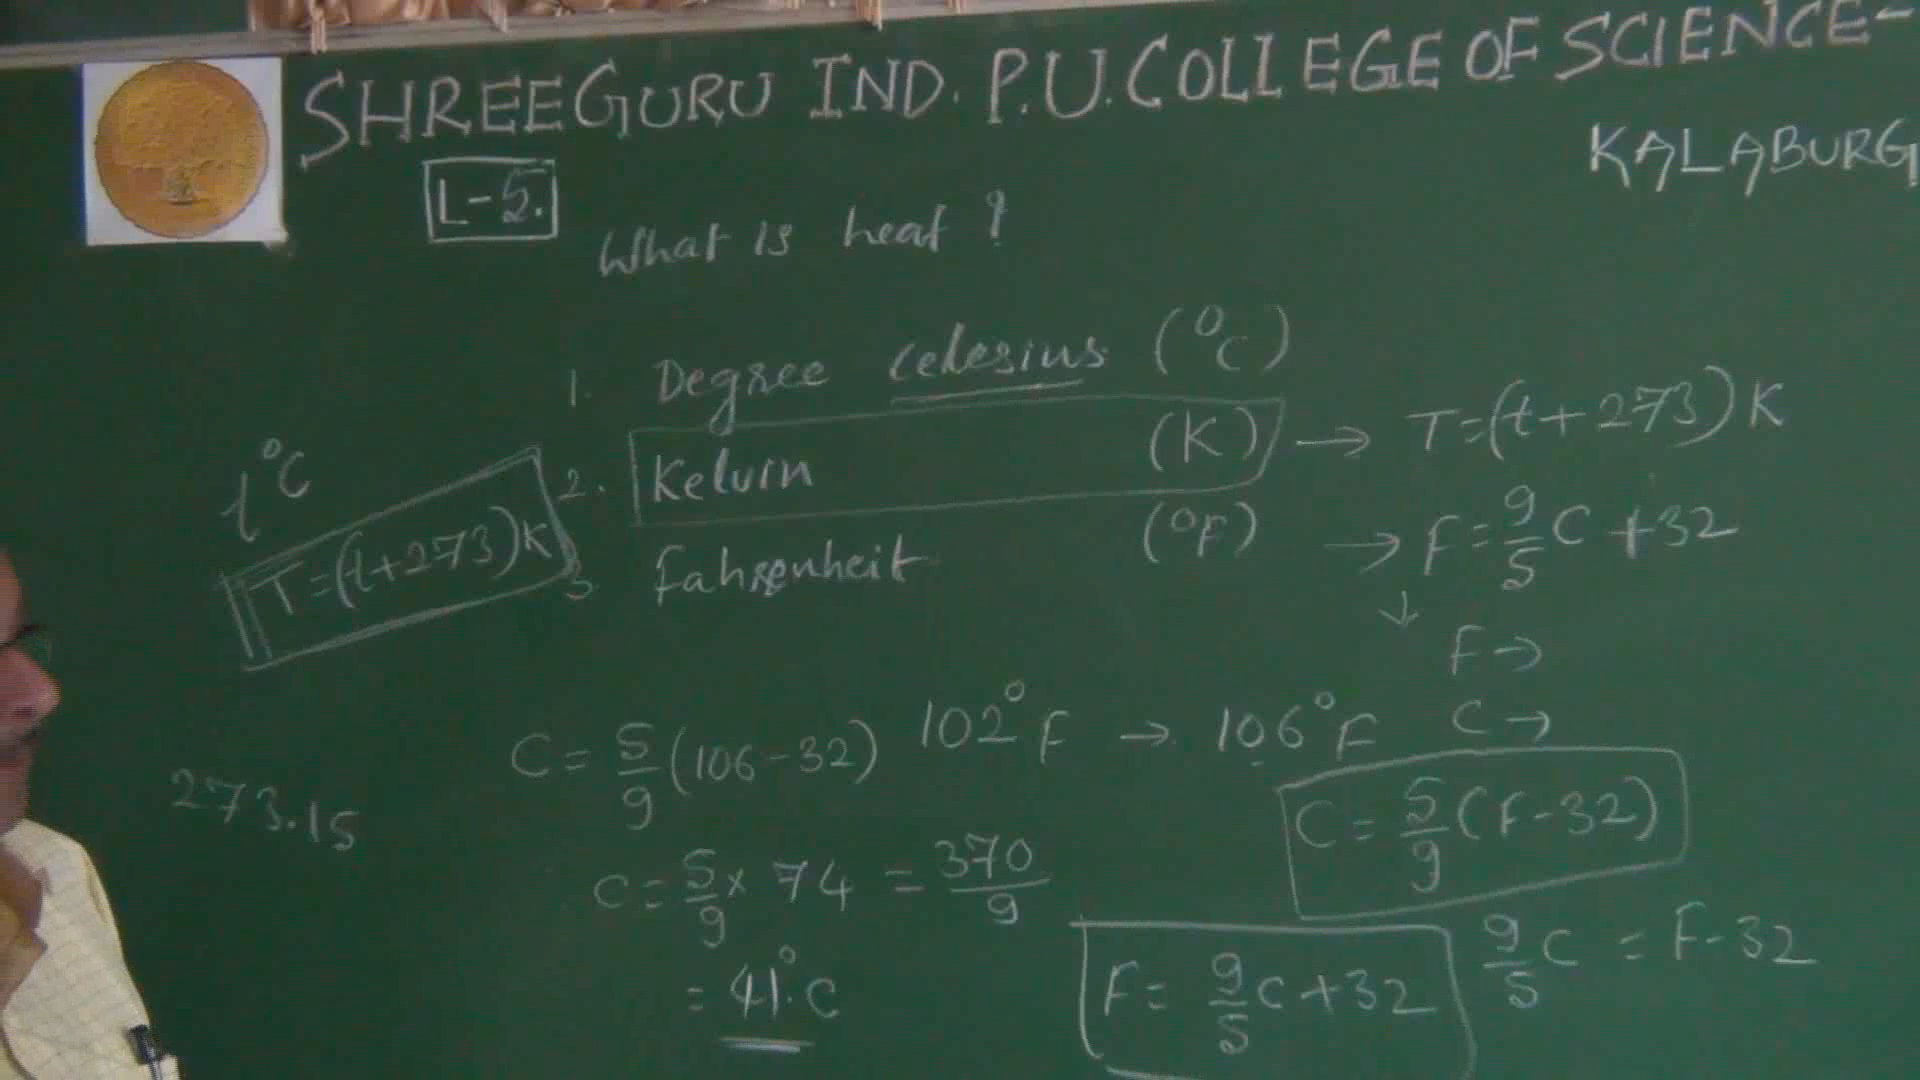 SHREEGURU IND. P.U. COLLEGE OF SCIENCE-
KALABURGI
L-5.
What is heat ?
1. Degree celesius (°C)
2. Kelvin (K) → T=(t+273)K
3 Fahrenheit (°F) → F=9/5 C+32
t°C
T=(t+273)K
↓
F→
C→
C=5/9(106-32) 102°F → 106°F
C=5/9(F-32)
273.15
C=5/9×74=370/9
=41°C
F=9/5 C+32
9/5 C=F-32